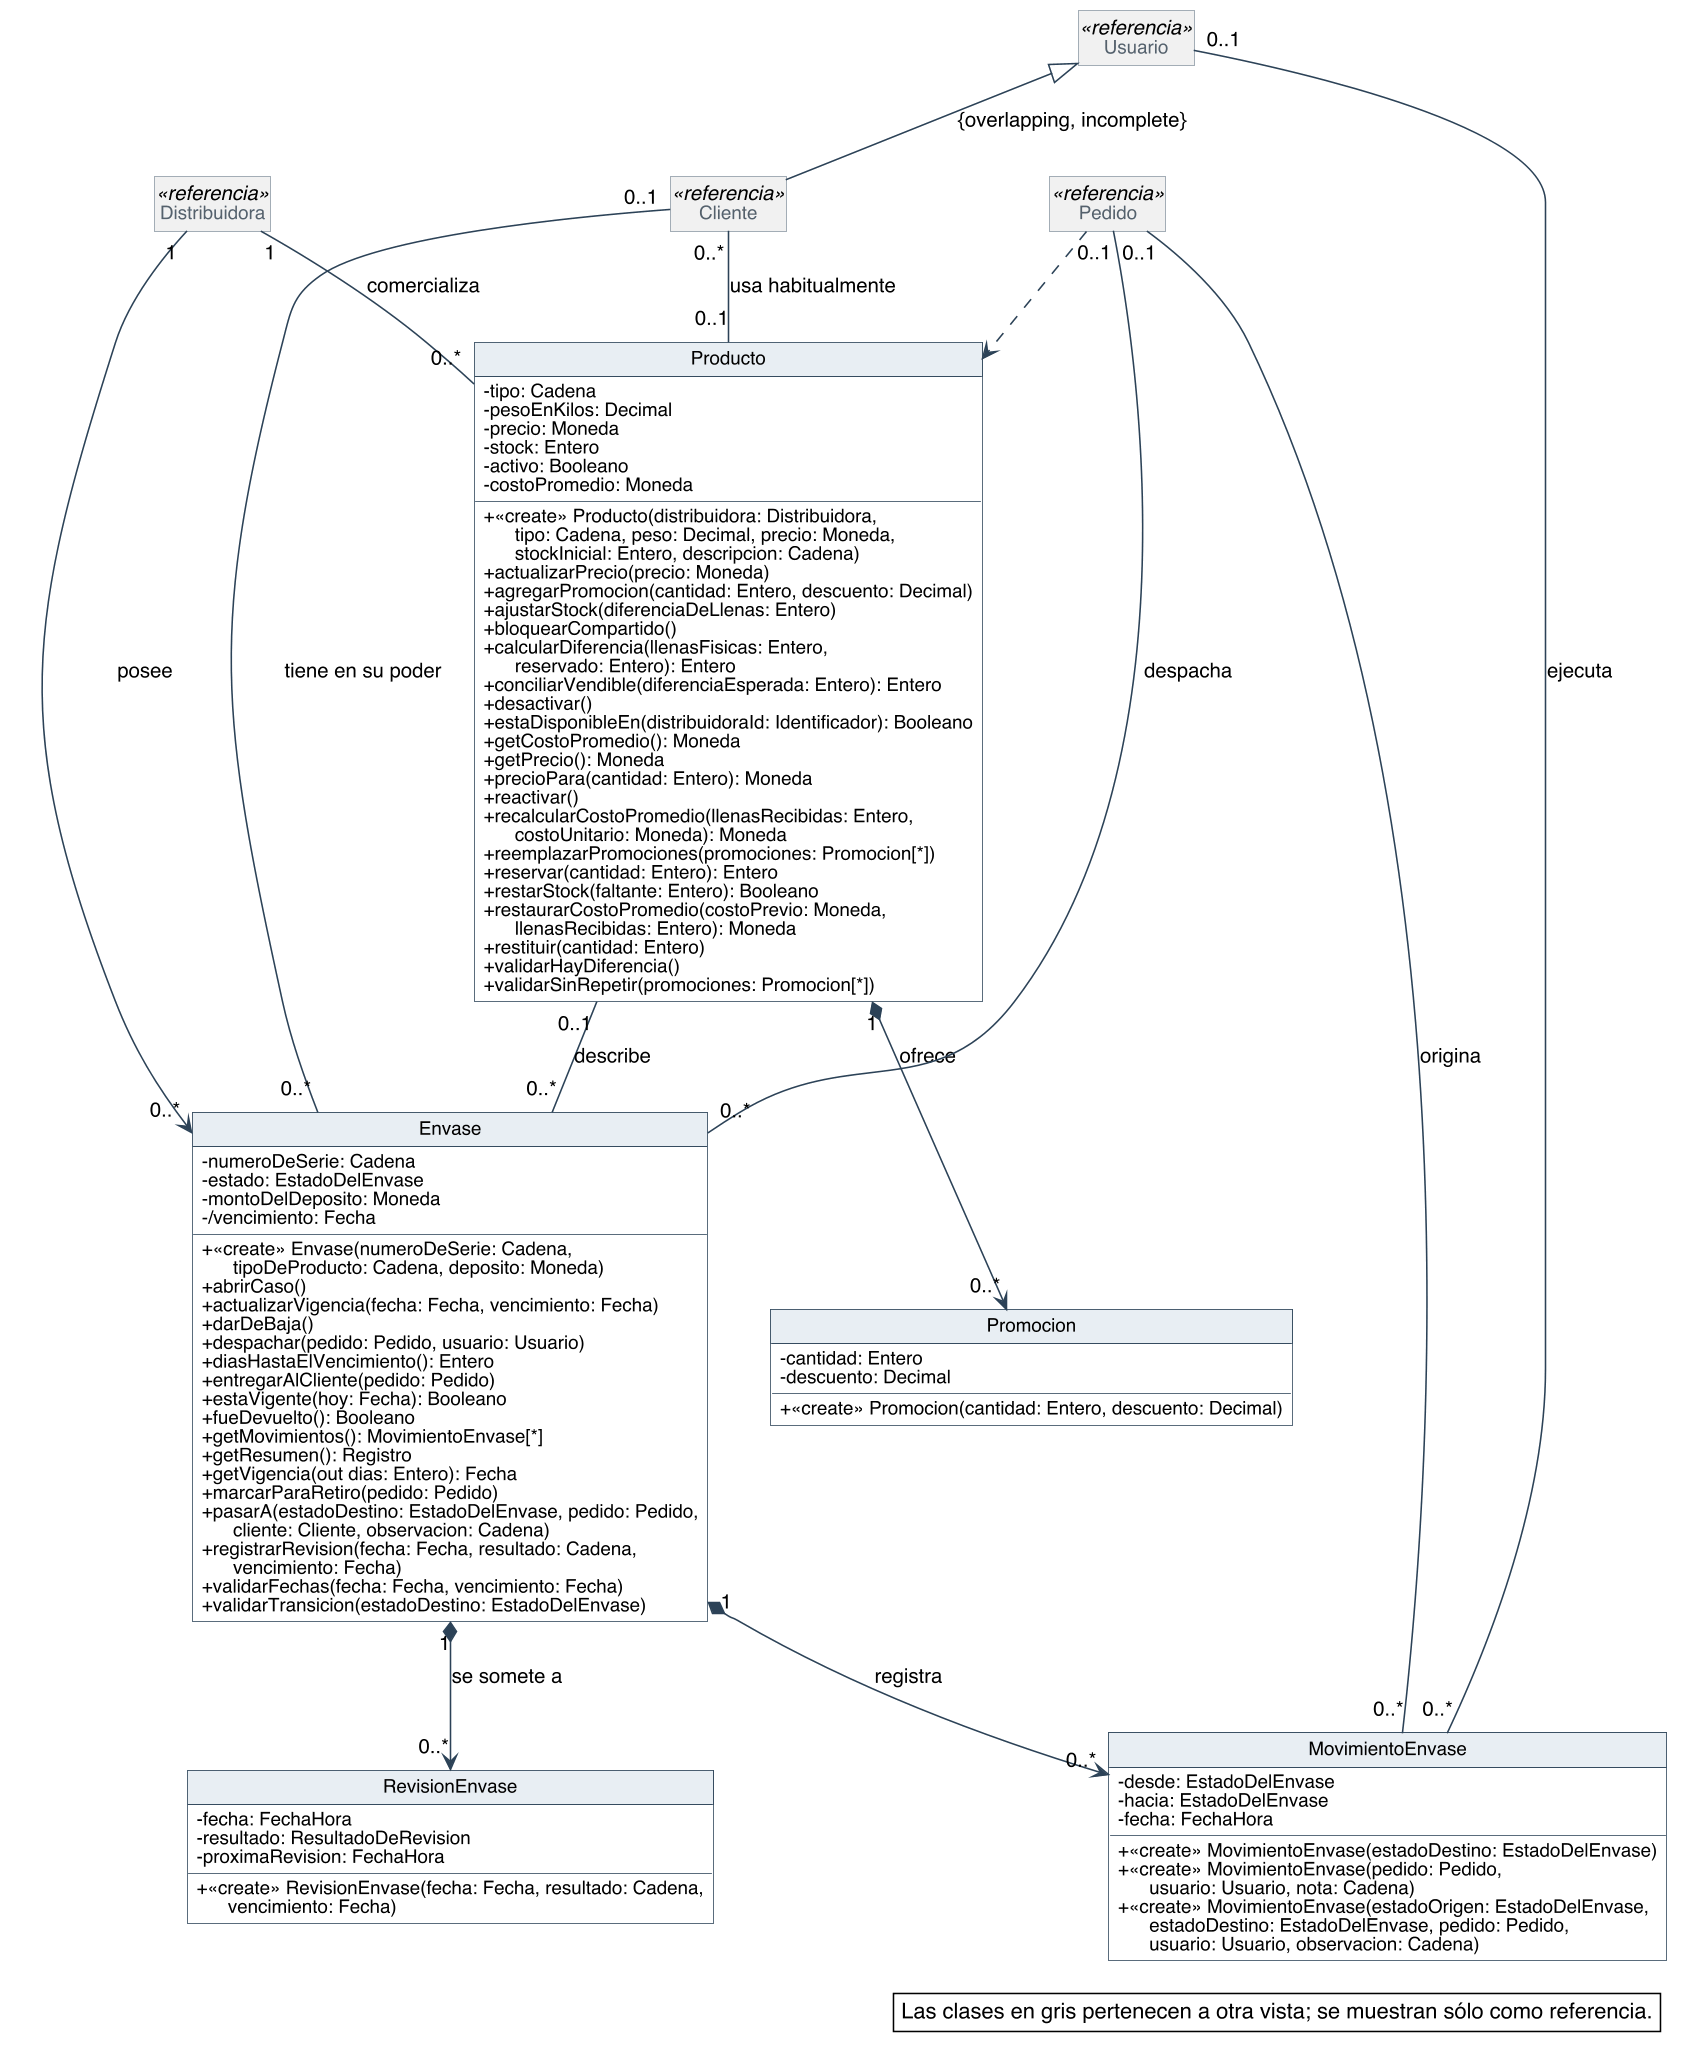 «referencia»
Usuario
0..1
{overlapping, incomplete}
«referencia»
Distribuidora
0..1
«referencia»
Cliente
«referencia»
Pedido
1
1
0..*
0..1
0..1
comercializa
usa habitualmente
0..1
0..*
Producto
-tipo: Cadena
-pesoEnKilos: Decimal
-precio: Moneda
-stock: Entero
-activo: Booleano
-costoPromedio: Moneda
+«create» Producto(distribuidora: Distribuidora,
tipo: Cadena, peso: Decimal, precio: Moneda,
stockInicial: Entero, descripcion: Cadena)
+actualizarPrecio(precio: Moneda)
+agregarPromocion(cantidad: Entero, descuento: Decimal)
+ajustarStock(diferenciaDeLlenas: Entero)
+bloquearCompartido()
+calcularDiferencia(llenasFisicas: Entero,
reservado: Entero): Entero
+conciliarVendible(diferenciaEsperada: Entero): Entero
+desactivar()
+estaDisponibleEn(distribuidoraId: Identificador): Booleano
+getCostoPromedio(): Moneda
+getPrecio(): Moneda
+precioPara(cantidad: Entero): Moneda
+reactivar()
+recalcularCostoPromedio(llenasRecibidas: Entero,
costoUnitario: Moneda): Moneda
+reemplazarPromociones(promociones: Promocion[*])
+reservar(cantidad: Entero): Entero
+restarStock(faltante: Entero): Booleano
+restaurarCostoPromedio(costoPrevio: Moneda,
llenasRecibidas: Entero): Moneda
+restituir(cantidad: Entero)
+validarHayDiferencia()
+validarSinRepetir(promociones: Promocion[*])
posee
tiene en su poder
despacha
ejecuta
0..1
1
describe
ofrece
origina
0..*
0..*
0..*
0..*
Envase
-numeroDeSerie: Cadena
-estado: EstadoDelEnvase
-montoDelDeposito: Moneda
-/vencimiento: Fecha
+«create» Envase(numeroDeSerie: Cadena,
tipoDeProducto: Cadena, deposito: Moneda)
+abrirCaso()
+actualizarVigencia(fecha: Fecha, vencimiento: Fecha)
+darDeBaja()
+despachar(pedido: Pedido, usuario: Usuario)
+diasHastaElVencimiento(): Entero
+entregarAlCliente(pedido: Pedido)
+estaVigente(hoy: Fecha): Booleano
+fueDevuelto(): Booleano
+getMovimientos(): MovimientoEnvase[*]
+getResumen(): Registro
+getVigencia(out dias: Entero): Fecha
+marcarParaRetiro(pedido: Pedido)
+pasarA(estadoDestino: EstadoDelEnvase, pedido: Pedido,
cliente: Cliente, observacion: Cadena)
+registrarRevision(fecha: Fecha, resultado: Cadena,
vencimiento: Fecha)
+validarFechas(fecha: Fecha, vencimiento: Fecha)
+validarTransicion(estadoDestino: EstadoDelEnvase)
0..*
Promocion
-cantidad: Entero
-descuento: Decimal
+«create» Promocion(cantidad: Entero, descuento: Decimal)
1
1
se somete a
registra
0..*
0..*
0..*
0..*
RevisionEnvase
-fecha: FechaHora
-resultado: ResultadoDeRevision
-proximaRevision: FechaHora
+«create» RevisionEnvase(fecha: Fecha, resultado: Cadena,
vencimiento: Fecha)
MovimientoEnvase
-desde: EstadoDelEnvase
-hacia: EstadoDelEnvase
-fecha: FechaHora
+«create» MovimientoEnvase(estadoDestino: EstadoDelEnvase)
+«create» MovimientoEnvase(pedido: Pedido,
usuario: Usuario, nota: Cadena)
+«create» MovimientoEnvase(estadoOrigen: EstadoDelEnvase,
estadoDestino: EstadoDelEnvase, pedido: Pedido,
usuario: Usuario, observacion: Cadena)
Las clases en gris pertenecen a otra vista; se muestran sólo como referencia.